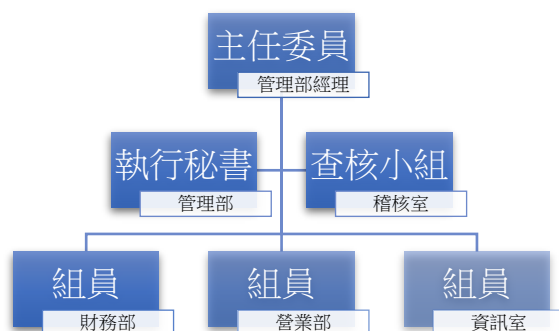 主任委員
管理部經理
執行秘書
管理部
查核小組
稽核室
組員
財務部
組員
營業部
組員
資訊室